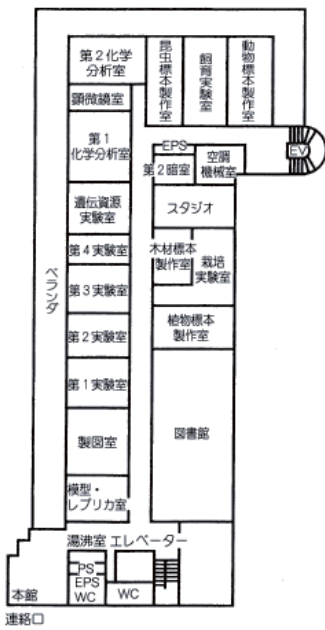 第2化学
分析室
昆虫標本製作室
飼育実験室
動物標本製作室
顕微鏡室
EPS
EV
第1
化学分析室
第2暗室
空調
機械室
遺伝資源
実験室
スタジオ
第4実験室
木材標本
製作室
栽培
実験室
ベランダ
第3実験室
第2実験室
植物標本
製作室
第1実験室
製図室
図書館
模型・
レプリカ室
湯沸室
エレベーター
PS
EPS
WC
WC
本館
連絡口